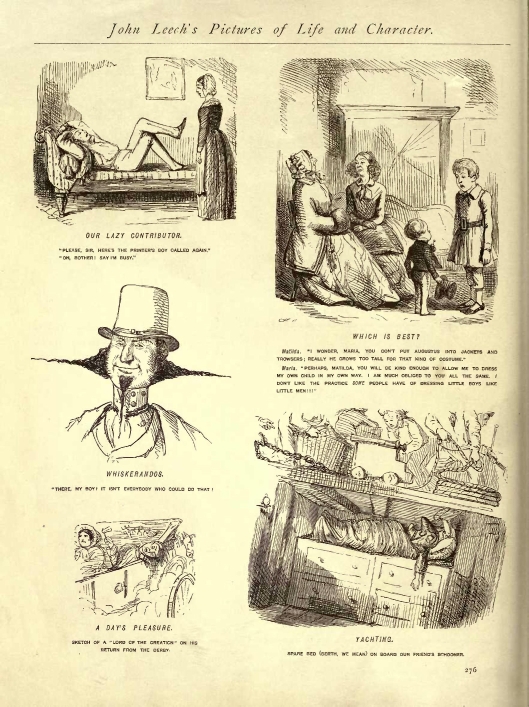 John Leech's Pictures of Life and Character.
OUR LAZY CONTRIBUTOR.
"PLEASE, SIR, HERE'S THE PRINTER'S BOY CALLED AGAIN."
"OH, BOTHER! SAY I'M BUSY."
WHICH IS BEST?
Matilda. "I WONDER, MARIA, YOU DON'T PUT AUGUSTUS INTO JACKETS AND
TROWSERS; REALLY HE GROWS TOO TALL FOR THAT KIND OF COSTUME."
Maria. "PERHAPS, MATILDA, YOU WILL BE KIND ENOUGH TO ALLOW ME TO DRESS
MY OWN CHILD IN MY OWN WAY. I AM MUCH OBLIGED TO YOU ALL THE SAME. I
DON'T LIKE THE PRACTICE SOME PEOPLE HAVE OF DRESSING LITTLE BOYS LIKE
LITTLE MEN!!!!"
WHISKERANDOS.
"THERE, MY BOY! IT ISN'T EVERYBODY WHO COULD DO THAT!
A DAY'S PLEASURE.
SKETCH OF A "LORD OF THE CREATION" ON HIS
RETURN FROM THE DERBY.
YACHTING.
SPARE BED (BERTH, WE MEAN) ON BOARD OUR FRIEND'S SCHOONER.
276